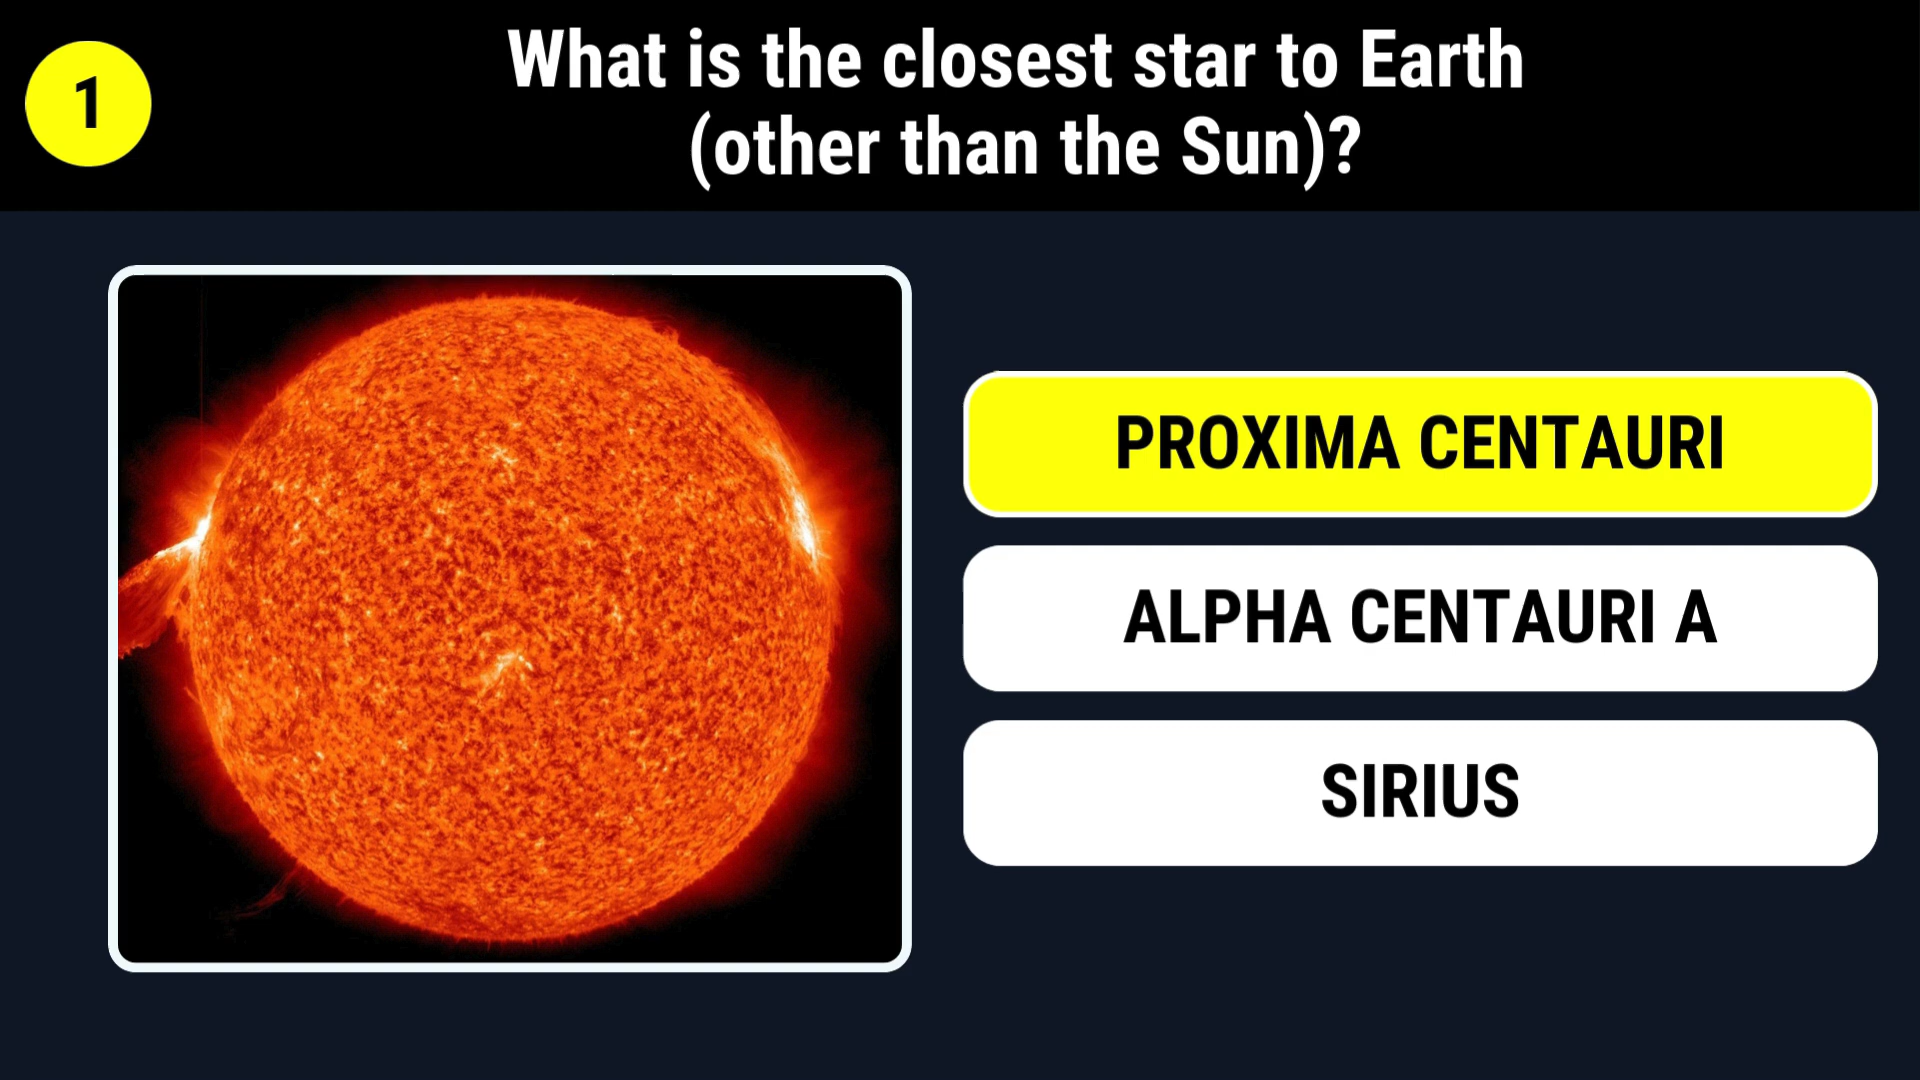 1
What is the closest star to Earth
(other than the Sun)?
PROXIMA CENTAURI
ALPHA CENTAURI A
SIRIUS